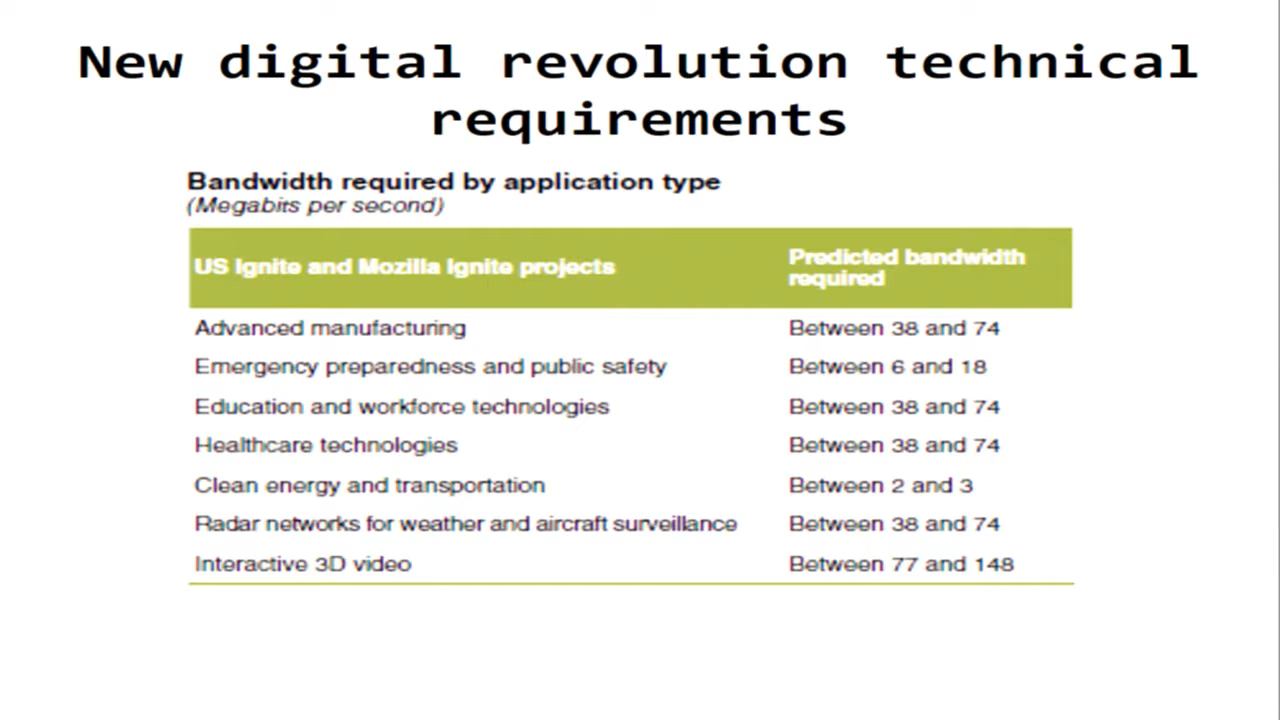 New digital revolution technical
requirements
Bandwidth required by application type
(Megabits per second)
US Ignite and Mozilla Ignite projects
Predicted bandwidth
required
Advanced manufacturing Between 38 and 74
Emergency preparedness and public safety Between 6 and 18
Education and workforce technologies Between 38 and 74
Healthcare technologies Between 38 and 74
Clean energy and transportation Between 2 and 3
Radar networks for weather and aircraft surveillance Between 38 and 74
Interactive 3D video Between 77 and 148